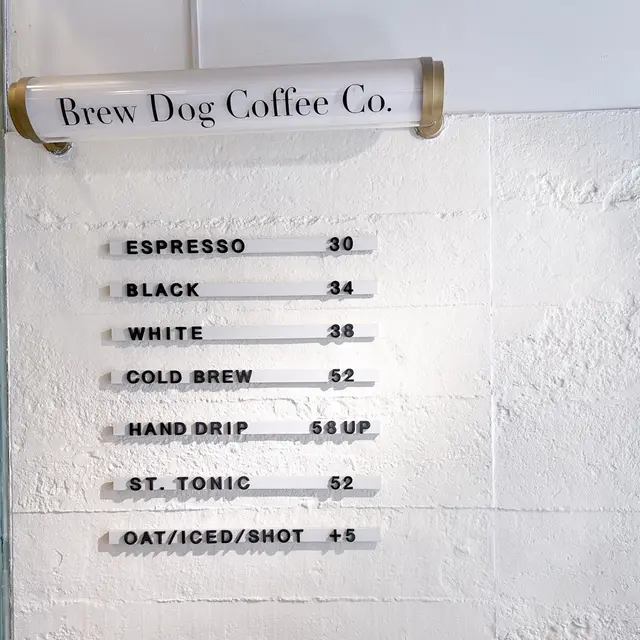 Brew Dog Coffee Co.
ESPRESSO 30
BLACK 34
WHITE 38
COLD BREW 52
HAND DRIP 58 UP
ST. TONIC 52
OAT/ICED/SHOT +5